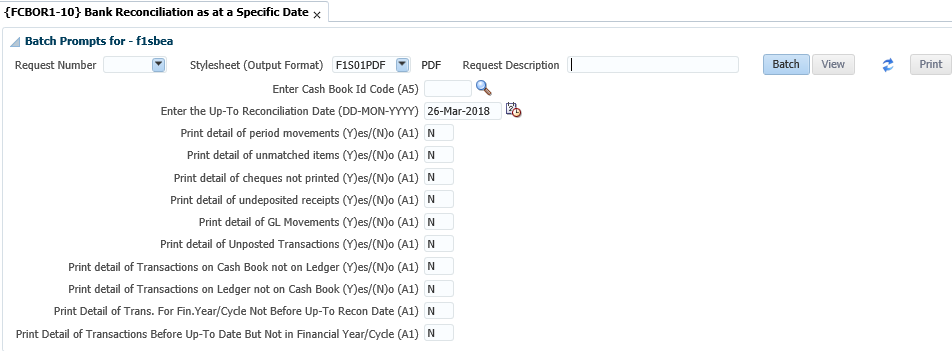 {FCBOR1-10} Bank Reconciliation as at a Specific Date
Batch Prompts for - f1sbea
Request Number Stylesheet (Output Format) F1S01PDF PDF Request Description Batch View Print
Enter Cash Book Id Code (A5)
Enter the Up-To Reconciliation Date (DD-MON-YYYY) 26-Mar-2018
Print detail of period movements (Y)es/(N)o (A1) N
Print detail of unmatched items (Y)es/(N)o (A1) N
Print detail of cheques not printed (Y)es/(N)o (A1) N
Print detail of undeposited receipts (Y)es/(N)o (A1) N
Print detail of GL Movements (Y)es/(N)o (A1) N
Print detail of Unposted Transactions (Y)es/(N)o (A1) N
Print detail of Transactions on Cash Book not on Ledger (Y)es/(N)o (A1) N
Print detail of Transactions on Ledger not on Cash Book (Y)es/(N)o (A1) N
Print Detail of Trans. For Fin.Year/Cycle Not Before Up-To Recon Date (A1) N
Print Detail of Transactions Before Up-To Date But Not in Financial Year/Cycle (A1) N